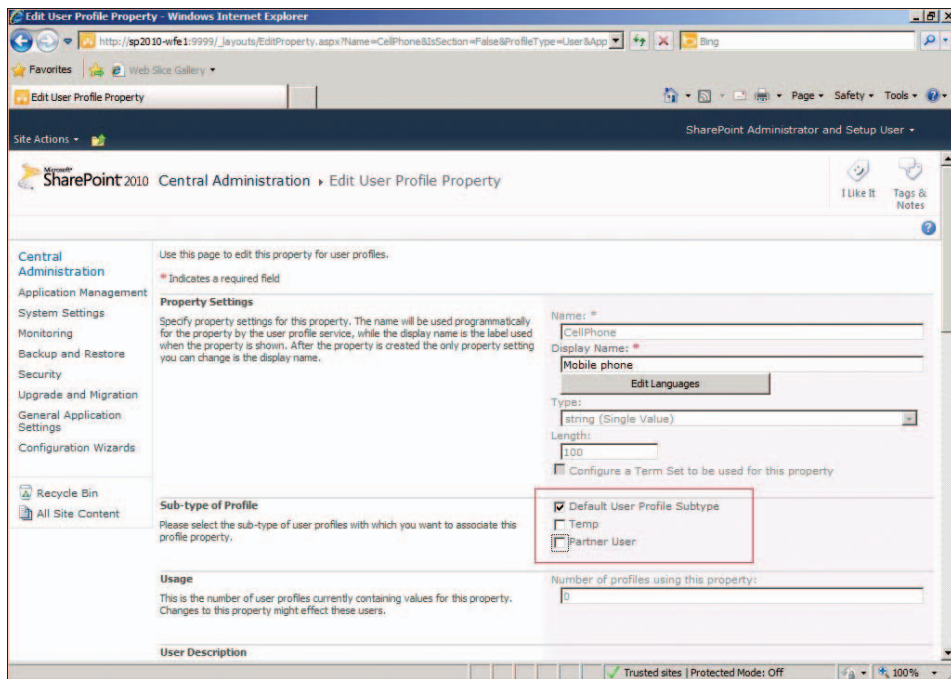 Edit User Profile Property - Windows Internet Explorer
http://sp2010-wfe1:9999/_layouts/EditProperty.aspx?Name=CellPhone&IsSection=False&ProfileType=User&App
Bing
Favorites
Web Slice Gallery
Edit User Profile Property
Page
Safety
Tools
Site Actions
SharePoint Administrator and Setup User
Microsoft
SharePoint 2010
Central Administration
Edit User Profile Property
I Like It
Tags &
Notes
Central
Administration
Application Management
System Settings
Monitoring
Backup and Restore
Security
Upgrade and Migration
General Application
Settings
Configuration Wizards
Recycle Bin
All Site Content
Use this page to edit this property for user profiles.
* Indicates a required field
Property Settings
Specify property settings for this property. The name will be used programmatically
for the property by the user profile service, while the display name is the label used
when the property is shown. After the property is created the only property setting
you can change is the display name.
Name: *
CellPhone
Display Name: *
Mobile phone
Edit Languages
Type:
string (Single Value)
Length:
100
Configure a Term Set to be used for this property
Sub-type of Profile
Please select the sub-type of user profiles with which you want to associate this
profile property.
Default User Profile Subtype
Temp
Partner User
Usage
This is the number of user profiles currently containing values for this property.
Changes to this property might effect these users.
Number of profiles using this property:
0
User Description
Trusted sites | Protected Mode: Off
100%